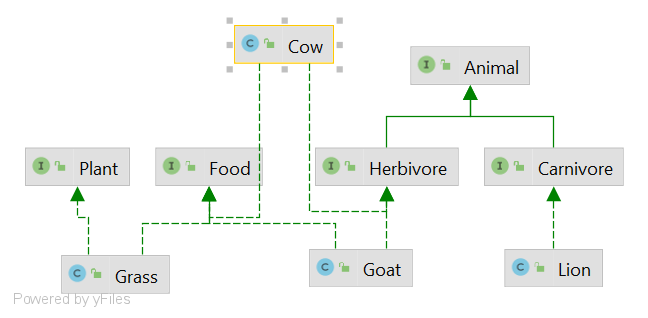 Cow
Animal
Plant
Food
Herbivore
Carnivore
Grass
Goat
Lion
Powered by yFiles